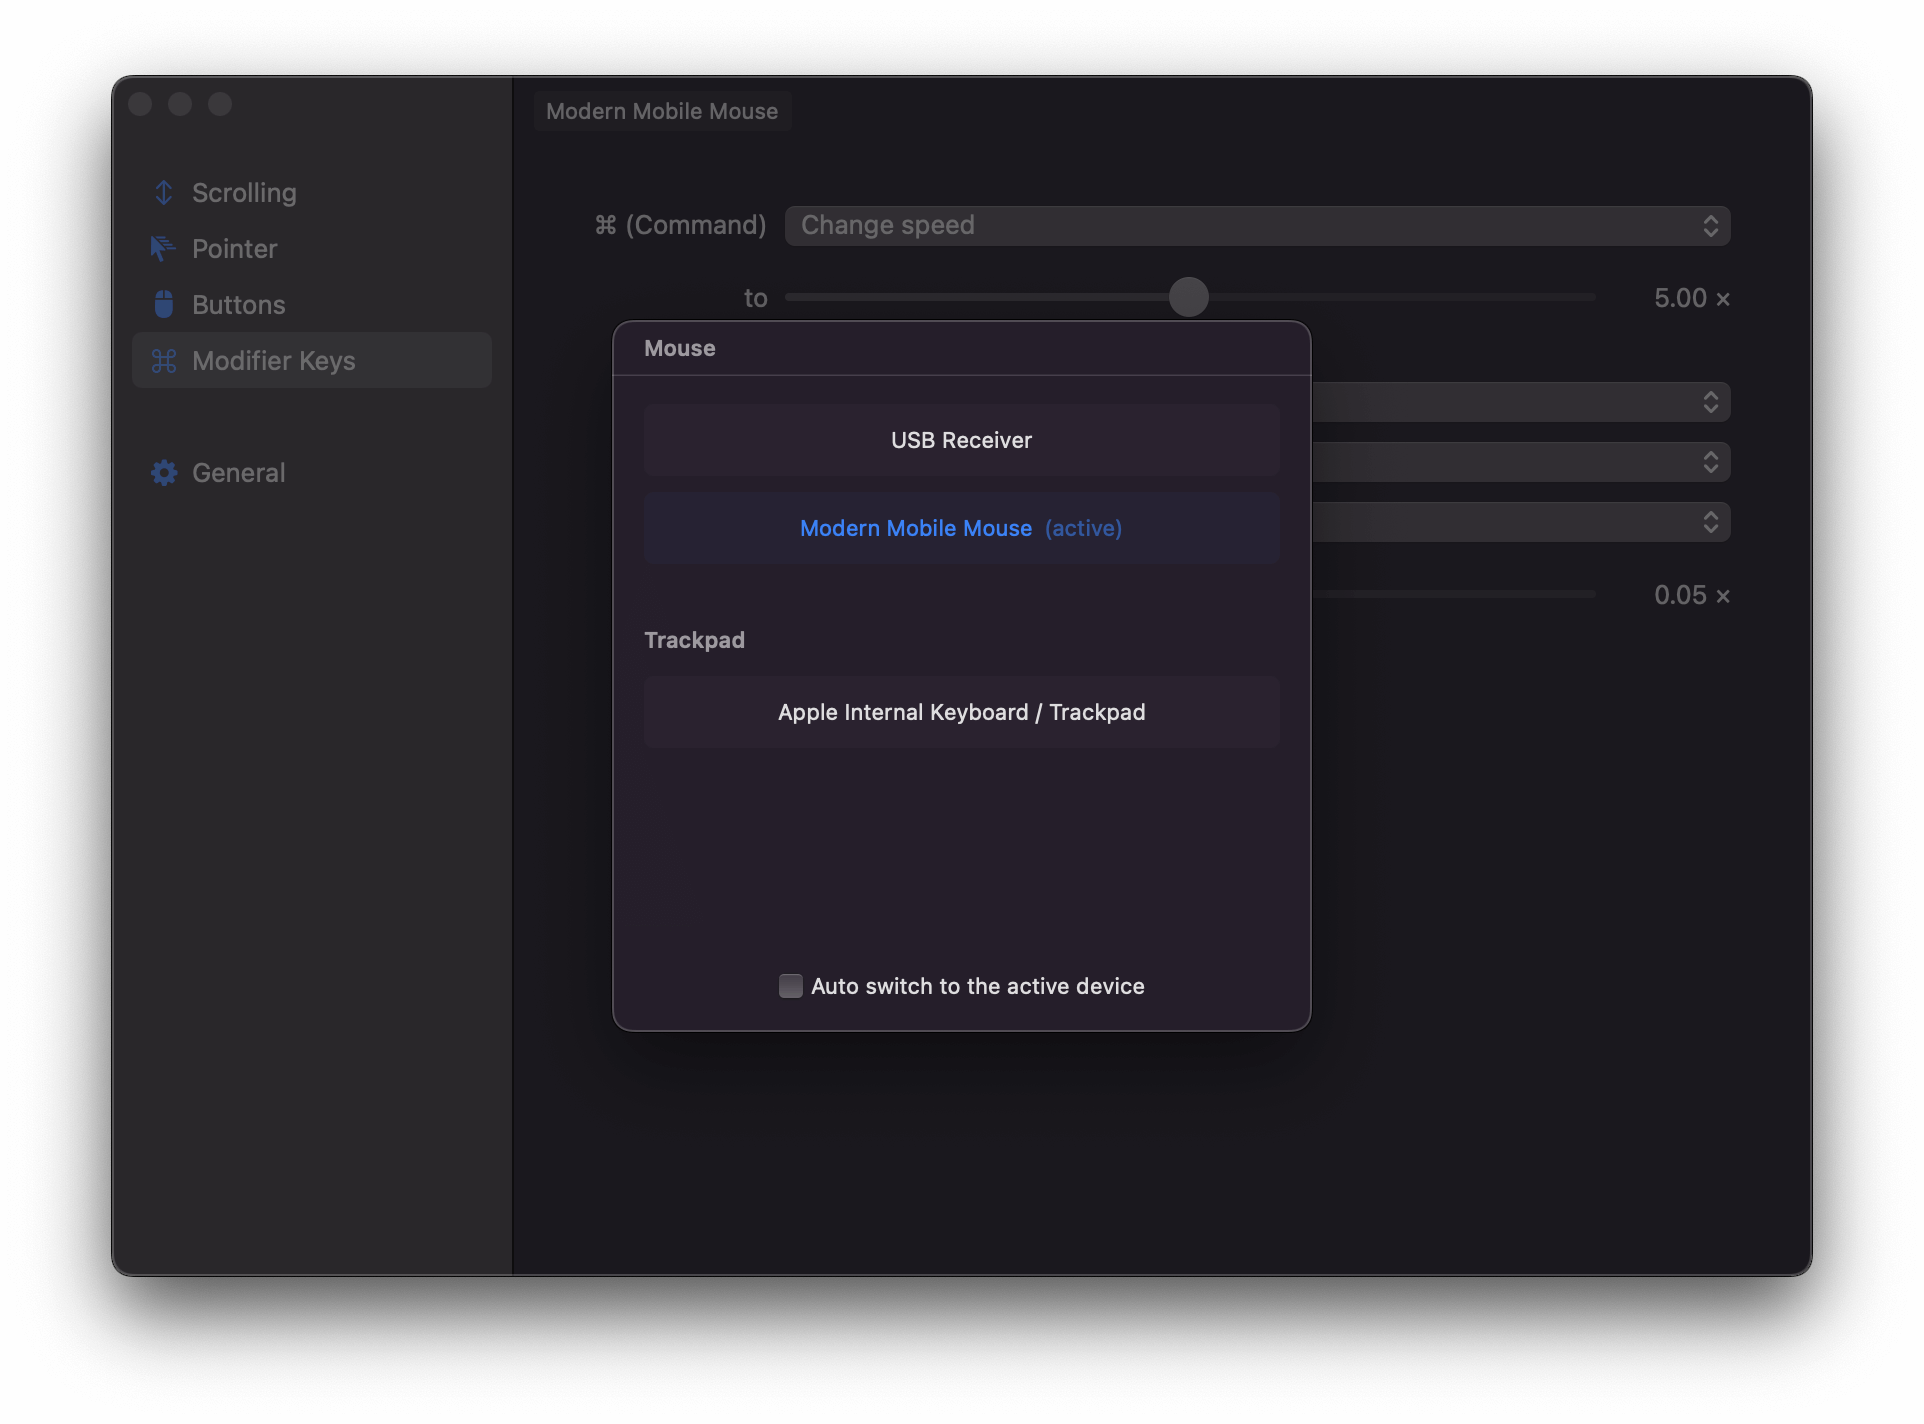 Modern Mobile Mouse
Scrolling
Pointer
Buttons
Modifier Keys
General
⌘ (Command) Change speed
to 5.00 ×
0.05 ×
Mouse
USB Receiver
Modern Mobile Mouse (active)
Trackpad
Apple Internal Keyboard / Trackpad
Auto switch to the active device